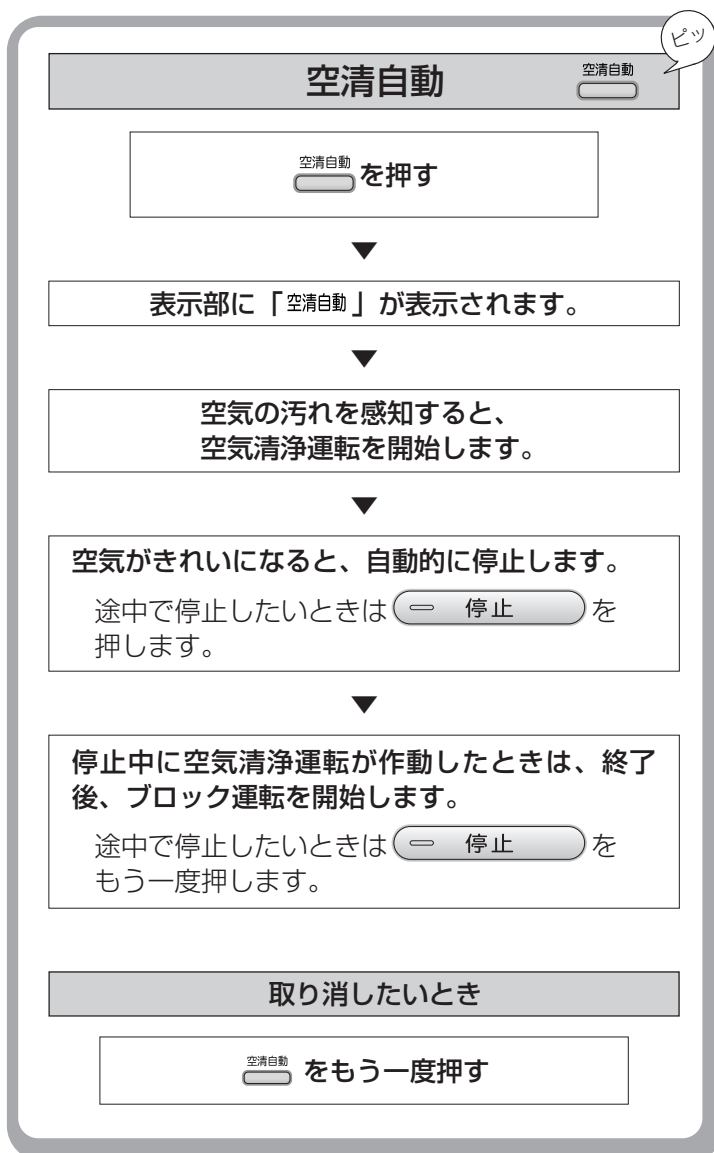 ピッ
空清自動 空清自動
空清自動 を押す
▼
表示部に「空清自動」が表示されます。
▼
空気の汚れを感知すると、
空気清浄運転を開始します。
▼
空気がきれいになると、自動的に停止します。
途中で停止したいときは 停止 を
押します。
▼
停止中に空気清浄運転が作動したときは、終了
後、ブロック運転を開始します。
途中で停止したいときは 停止 を
もう一度押します。
取り消したいとき
空清自動 をもう一度押す